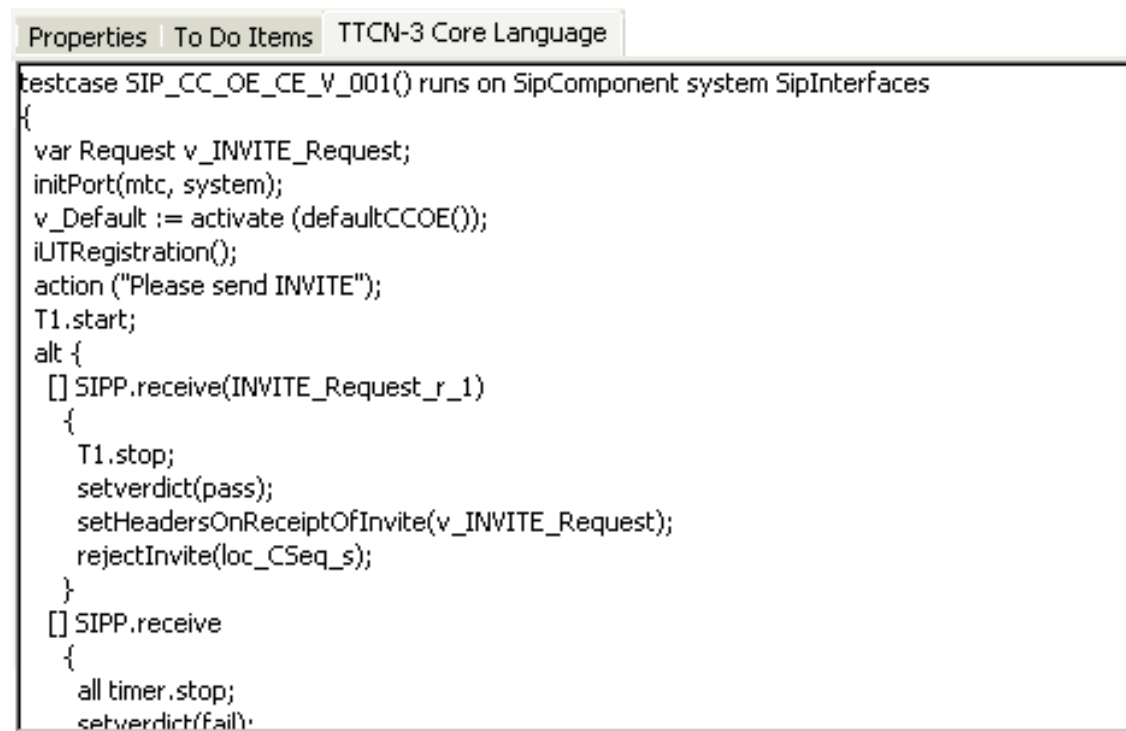 Properties To Do Items TTCN-3 Core Language
testcase SIP_CC_OE_CE_V_001() runs on SipComponent system SipInterfaces
{
var Request v_INVITE_Request;
initPort(mtc, system);
v_Default := activate (defaultCCOE());
iUTRegistration();
action ("Please send INVITE");
T1.start;
alt {
[] SIPP.receive(INVITE_Request_r_1)
{
T1.stop;
setverdict(pass);
setHeadersOnReceiptOfInvite(v_INVITE_Request);
rejectInvite(loc_CSeq_s);
}
[] SIPP.receive
{
all timer.stop;
setverdict(fail);